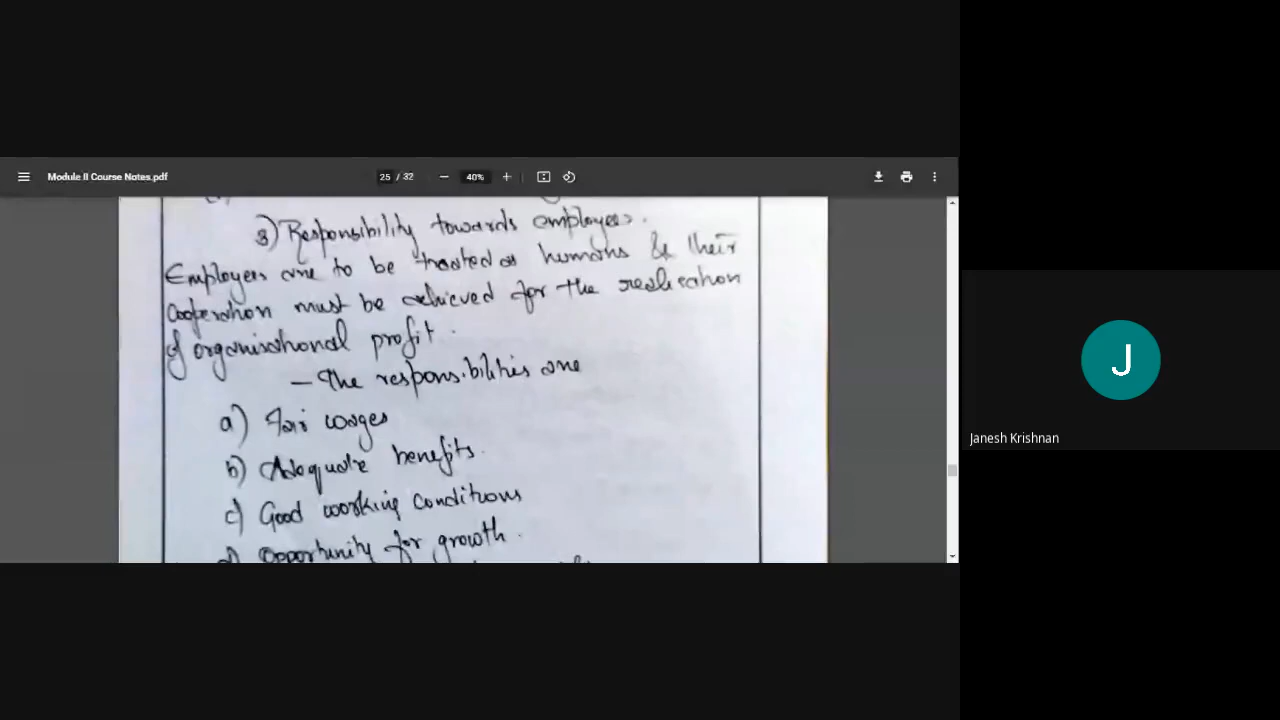 Module II Course Notes.pdf
25 / 32
40%
3) Responsibility towards employees.
Employees are to be treated as humans & their
cooperation must be achieved for the realisation
of organisational profit.
— The responsibilities are
a) Fair wages
b) Adequate benefits.
c) Good working conditions
d) Opportunity for growth.
J
Janesh Krishnan